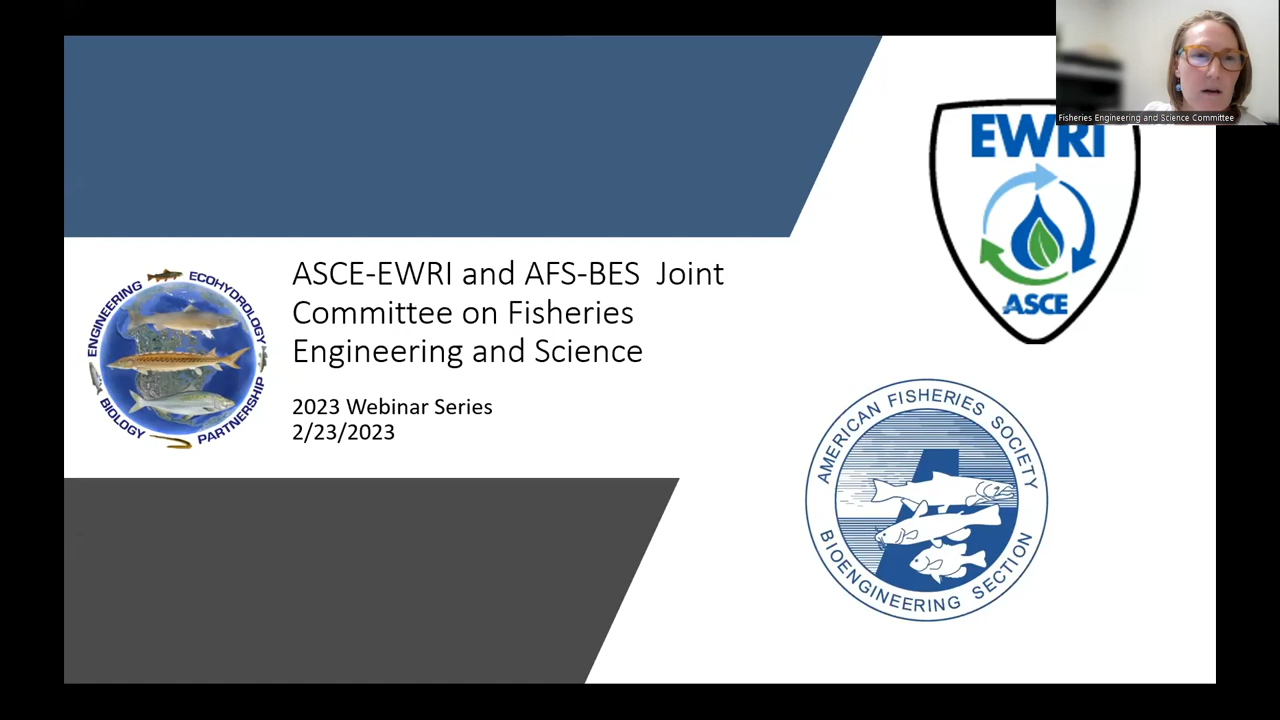 Fisheries Engineering and Science Committee
EWRI
ASCE
ENGINEERING
ECOHYDROLOGY
BIOLOGY
PARTNERSHIP
ASCE-EWRI and AFS-BES Joint
Committee on Fisheries
Engineering and Science
2023 Webinar Series
2/23/2023
AMERICAN FISHERIES SOCIETY
BIOENGINEERING SECTION